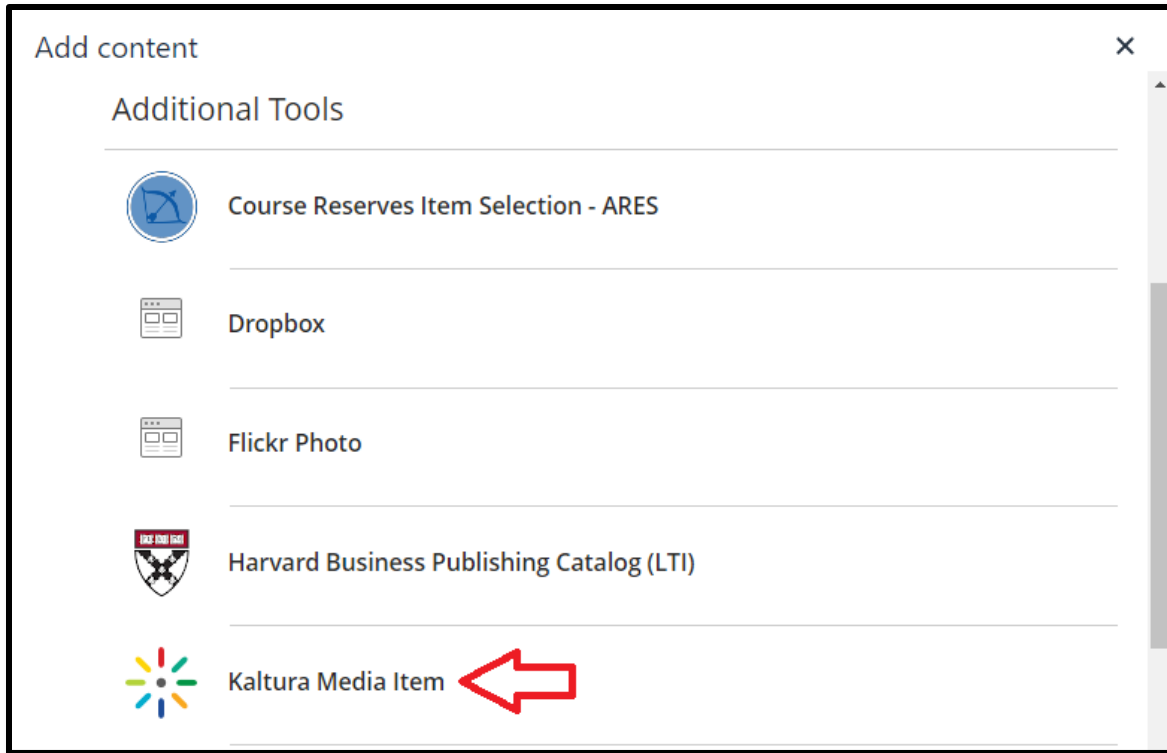 Add content
Additional Tools
Course Reserves Item Selection - ARES
Dropbox
Flickr Photo
Harvard Business Publishing Catalog (LTI)
Kaltura Media Item